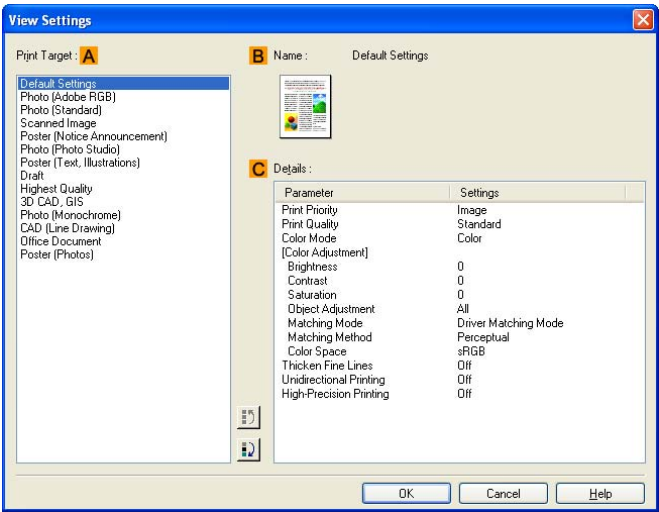 View Settings
Print Target : A
Default Settings
Photo (Adobe RGB)
Photo (Standard)
Scanned Image
Poster (Notice Announcement)
Photo (Photo Studio)
Poster (Text, Illustrations)
Draft
Highest Quality
3D CAD, GIS
Photo (Monochrome)
CAD (Line Drawing)
Office Document
Poster (Photos)
B Name : Default Settings
C Details :
Parameter Settings
Print Priority Image
Print Quality Standard
Color Mode Color
[Color Adjustment]
Brightness 0
Contrast 0
Saturation 0
Object Adjustment All
Matching Mode Driver Matching Mode
Matching Method Perceptual
Color Space sRGB
Thicken Fine Lines Off
Unidirectional Printing Off
High-Precision Printing Off
OK Cancel Help